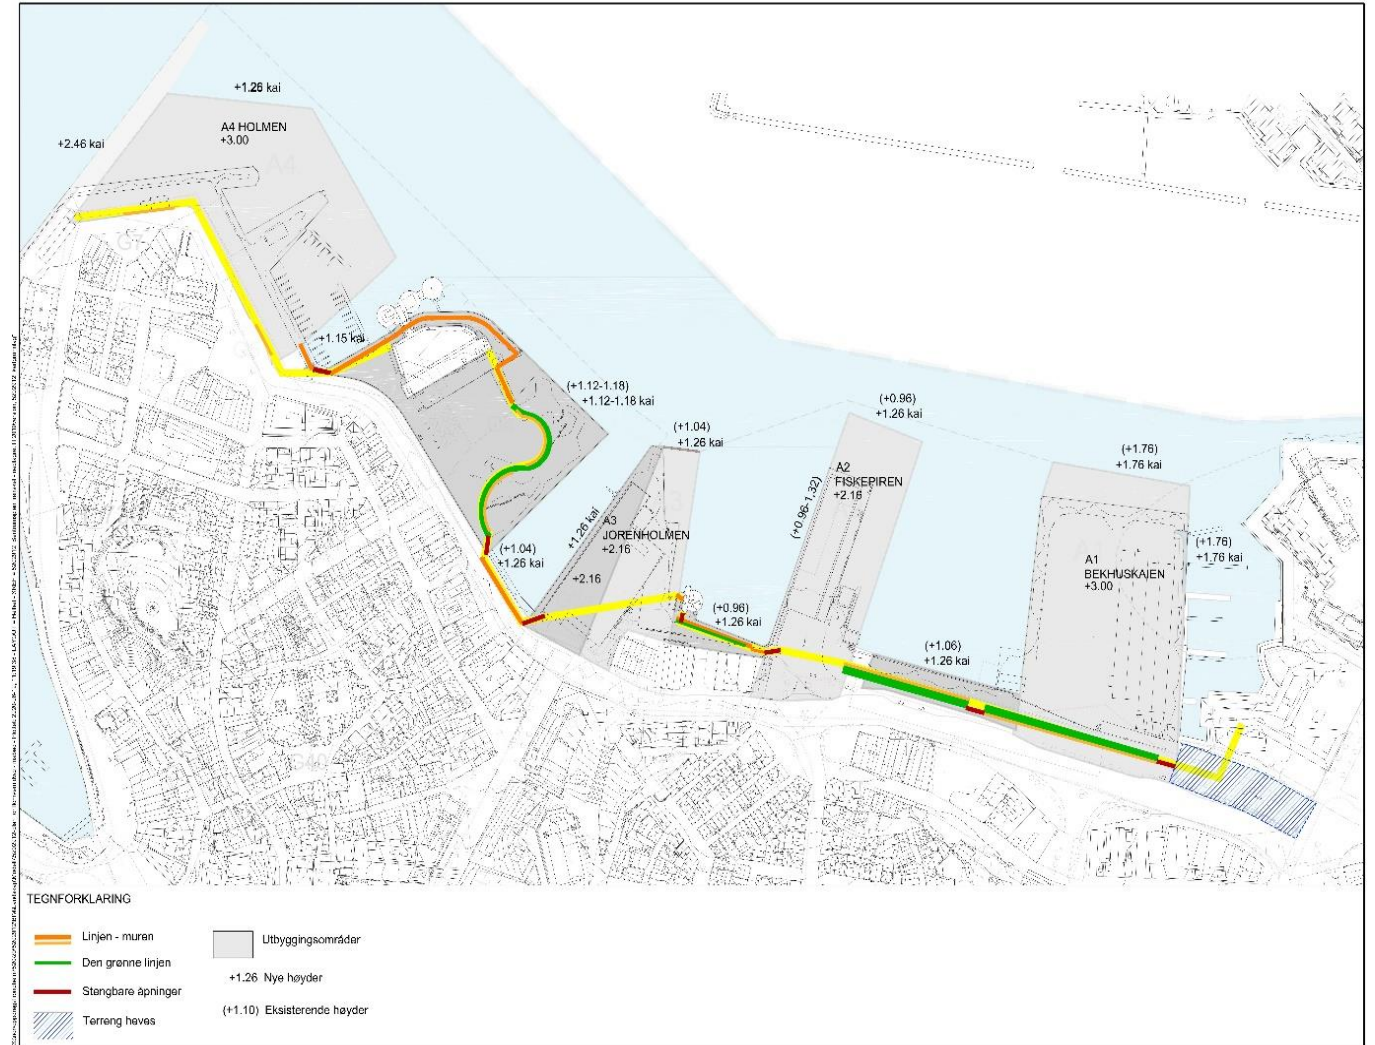 +1.26 kai
A4 HOLMEN
+3.00
A4
+2.46 kai
G7
+1.15 kai
(+1.12-1.18)
+1.12-1.18 kai
(+0.96)
+1.26 kai
(+1.04)
+1.26 kai
(+1.76)
+1.76 kai
A2
FISKEPIREN
+2.16
(+0.96-1.32)
+1.26 kai
A3
JORENHOLMEN
+2.16
(+1.04)
+1.26 kai
(+1.76)
+1.76 kai
A1
BEKHUSKAIEN
+3.00
+2.16
(+0.96)
+1.26 kai
(+1.06)
+1.26 kai
TEGNFORKLARING
Linjen - muren
Den grønne linjen
Stengbare åpninger
Terreng heves
Utbyggingsområder
+1.26 Nye høyder
(+1.10) Eksisterende høyder